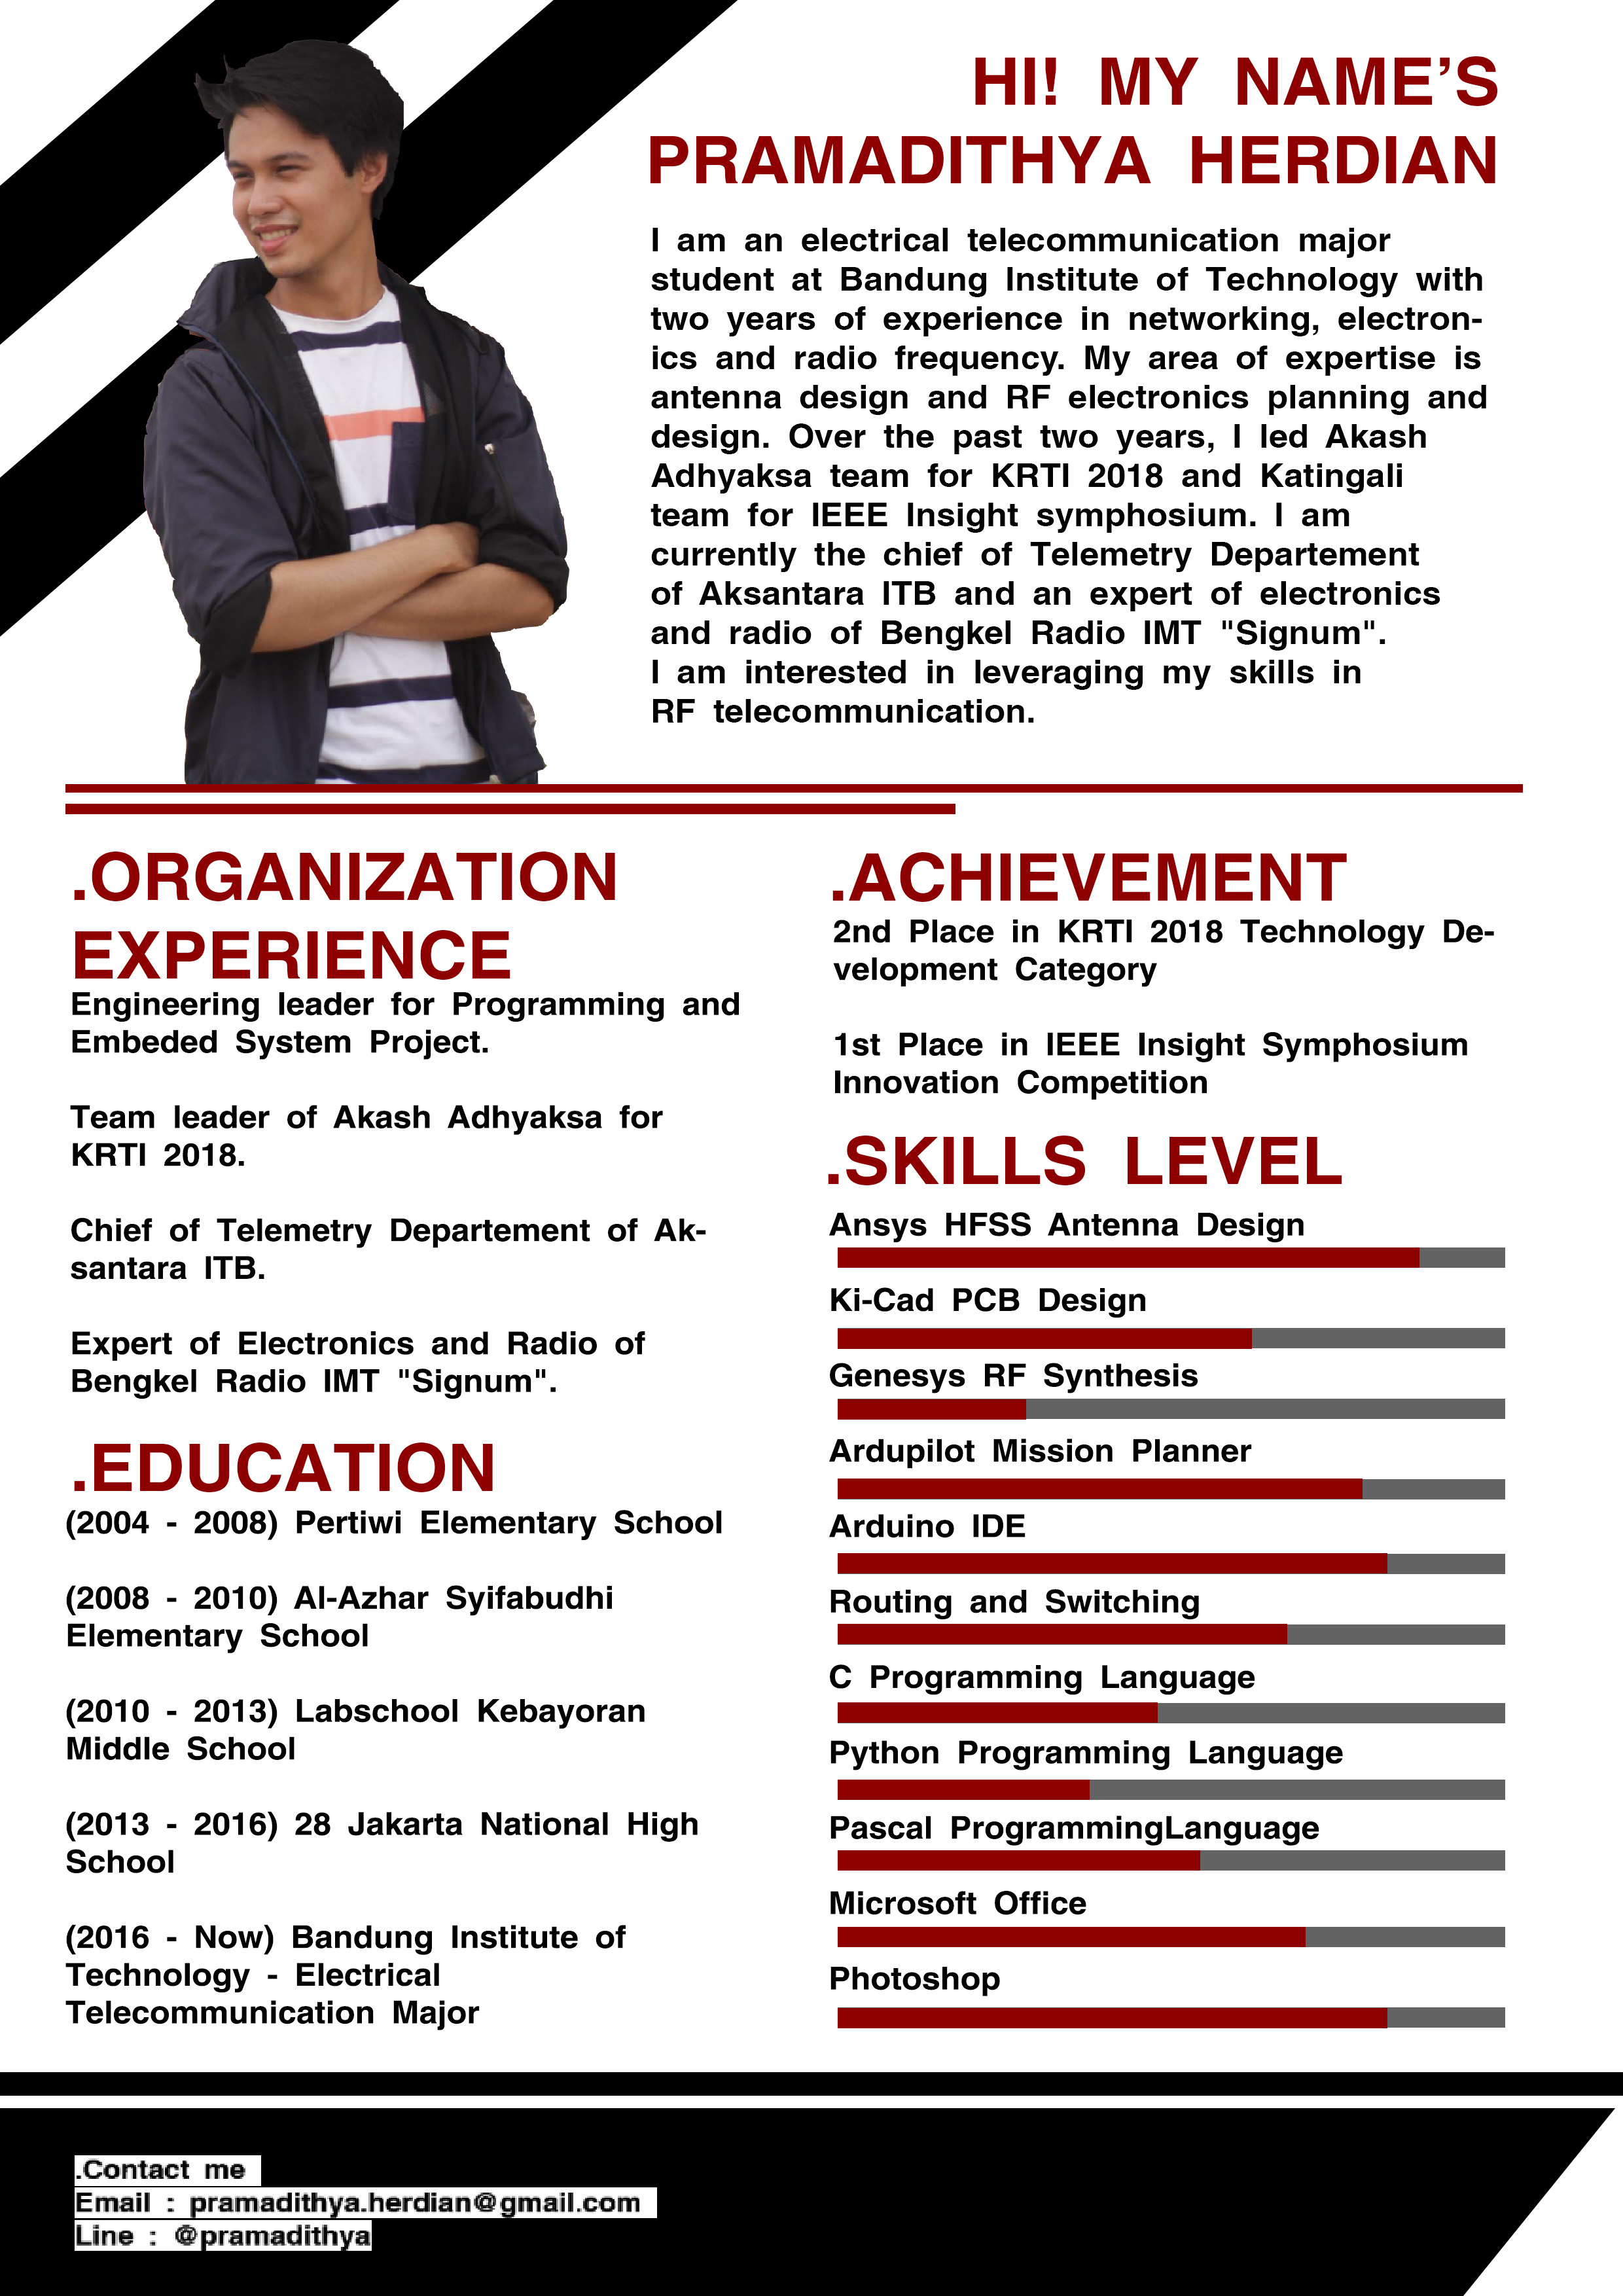 HI! MY NAME'S
PRAMADITHYA HERDIAN
I am an electrical telecommunication major
student at Bandung Institute of Technology with
two years of experience in networking, electron-
ics and radio frequency. My area of expertise is
antenna design and RF electronics planning and
design. Over the past two years, I led Akash
Adhyaksa team for KRTI 2018 and Katingali
team for IEEE Insight symphosium. I am
currently the chief of Telemetry Departement
of Aksantara ITB and an expert of electronics
and radio of Bengkel Radio IMT "Signum".
I am interested in leveraging my skills in
RF telecommunication.
.ORGANIZATION
EXPERIENCE
Engineering leader for Programming and
Embeded System Project.
Team leader of Akash Adhyaksa for
KRTI 2018.
Chief of Telemetry Departement of Ak-
santara ITB.
Expert of Electronics and Radio of
Bengkel Radio IMT "Signum".
.EDUCATION
(2004 - 2008) Pertiwi Elementary School
(2008 - 2010) Al-Azhar Syifabudhi
Elementary School
(2010 - 2013) Labschool Kebayoran
Middle School
(2013 - 2016) 28 Jakarta National High
School
(2016 - Now) Bandung Institute of
Technology - Electrical
Telecommunication Major
.ACHIEVEMENT
2nd Place in KRTI 2018 Technology De-
velopment Category
1st Place in IEEE Insight Symphosium
Innovation Competition
.SKILLS LEVEL
Ansys HFSS Antenna Design
Ki-Cad PCB Design
Genesys RF Synthesis
Ardupilot Mission Planner
Arduino IDE
Routing and Switching
C Programming Language
Python Programming Language
Pascal ProgrammingLanguage
Microsoft Office
Photoshop
.Contact me
Email : pramadithya.herdian@gmail.com
Line : @pramadithya